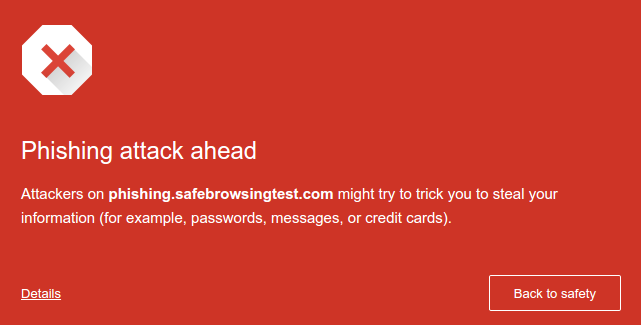 Phishing attack ahead
Attackers on phishing.safebrowsingtest.com might try to trick you to steal your
information (for example, passwords, messages, or credit cards).
Details
Back to safety